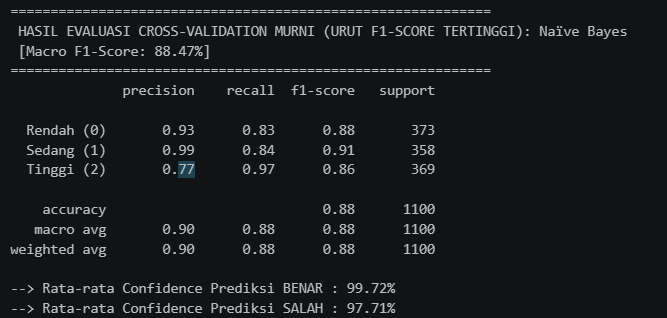 ============================================================
HASIL EVALUASI CROSS-VALIDATION MURNI (URUT F1-SCORE TERTINGGI): Naïve Bayes
[Macro F1-Score: 88.47%]
============================================================
precision recall f1-score support
Rendah (0) 0.93 0.83 0.88 373
Sedang (1) 0.99 0.84 0.91 358
Tinggi (2) 0.77 0.97 0.86 369
accuracy 0.88 1100
macro avg 0.90 0.88 0.88 1100
weighted avg 0.90 0.88 0.88 1100
--> Rata-rata Confidence Prediksi BENAR : 99.72%
--> Rata-rata Confidence Prediksi SALAH : 97.71%